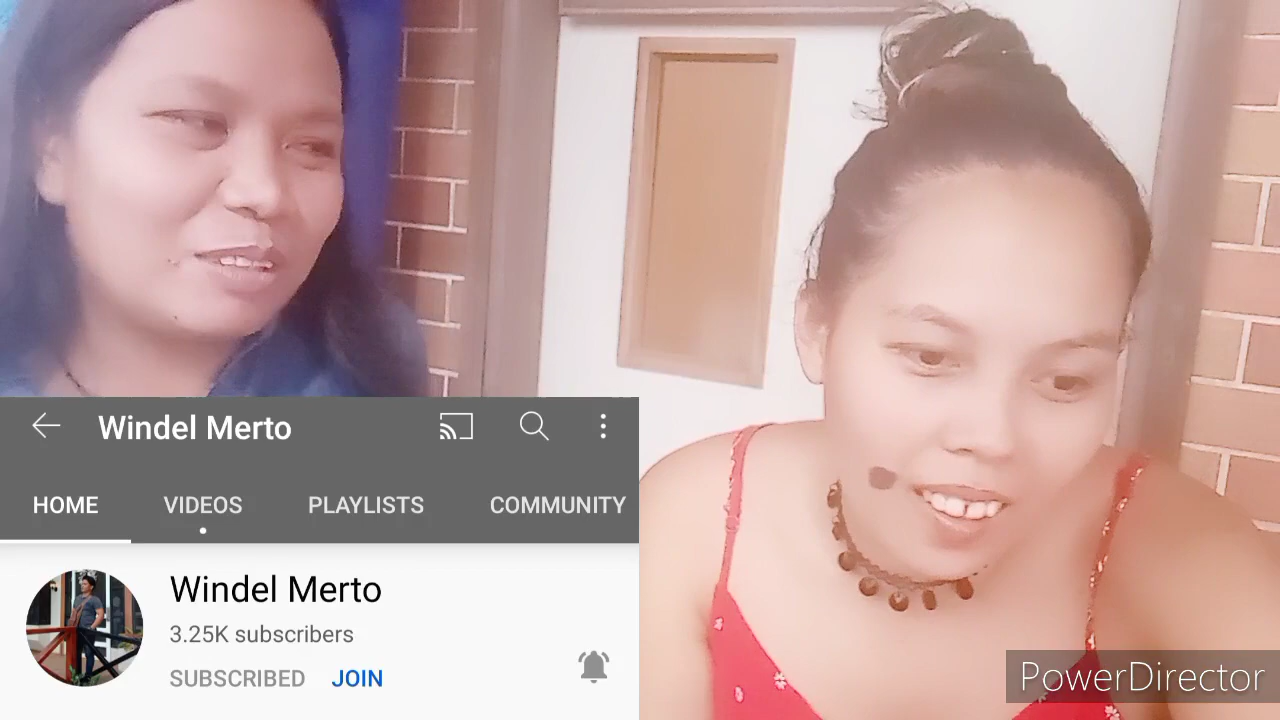 Windel Merto
HOME VIDEOS PLAYLISTS COMMUNITY
Windel Merto
3.25K subscribers
SUBSCRIBED JOIN
PowerDirector